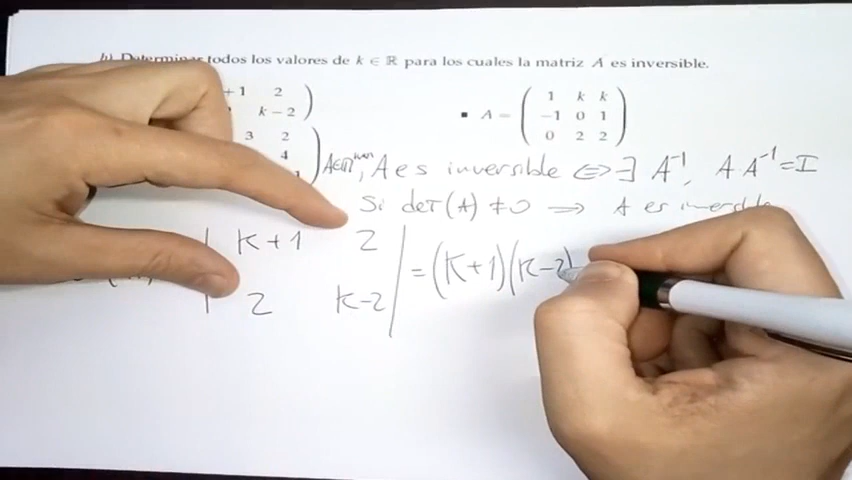 b) Determinar todos los valores de k ∈ ℝ para los cuales la matriz A es inversible.
+ 1 2
k − 2
3 2
4
▪ A = ( 1 k k
−1 0 1
0 2 2 )
A es inversible ⇔ ∃ A⁻¹, A A⁻¹ = I
Si det(A) ≠ 0 ⇒ A es
| K+1 2 | = (K+1)(K-2)
| 2 K-2 |